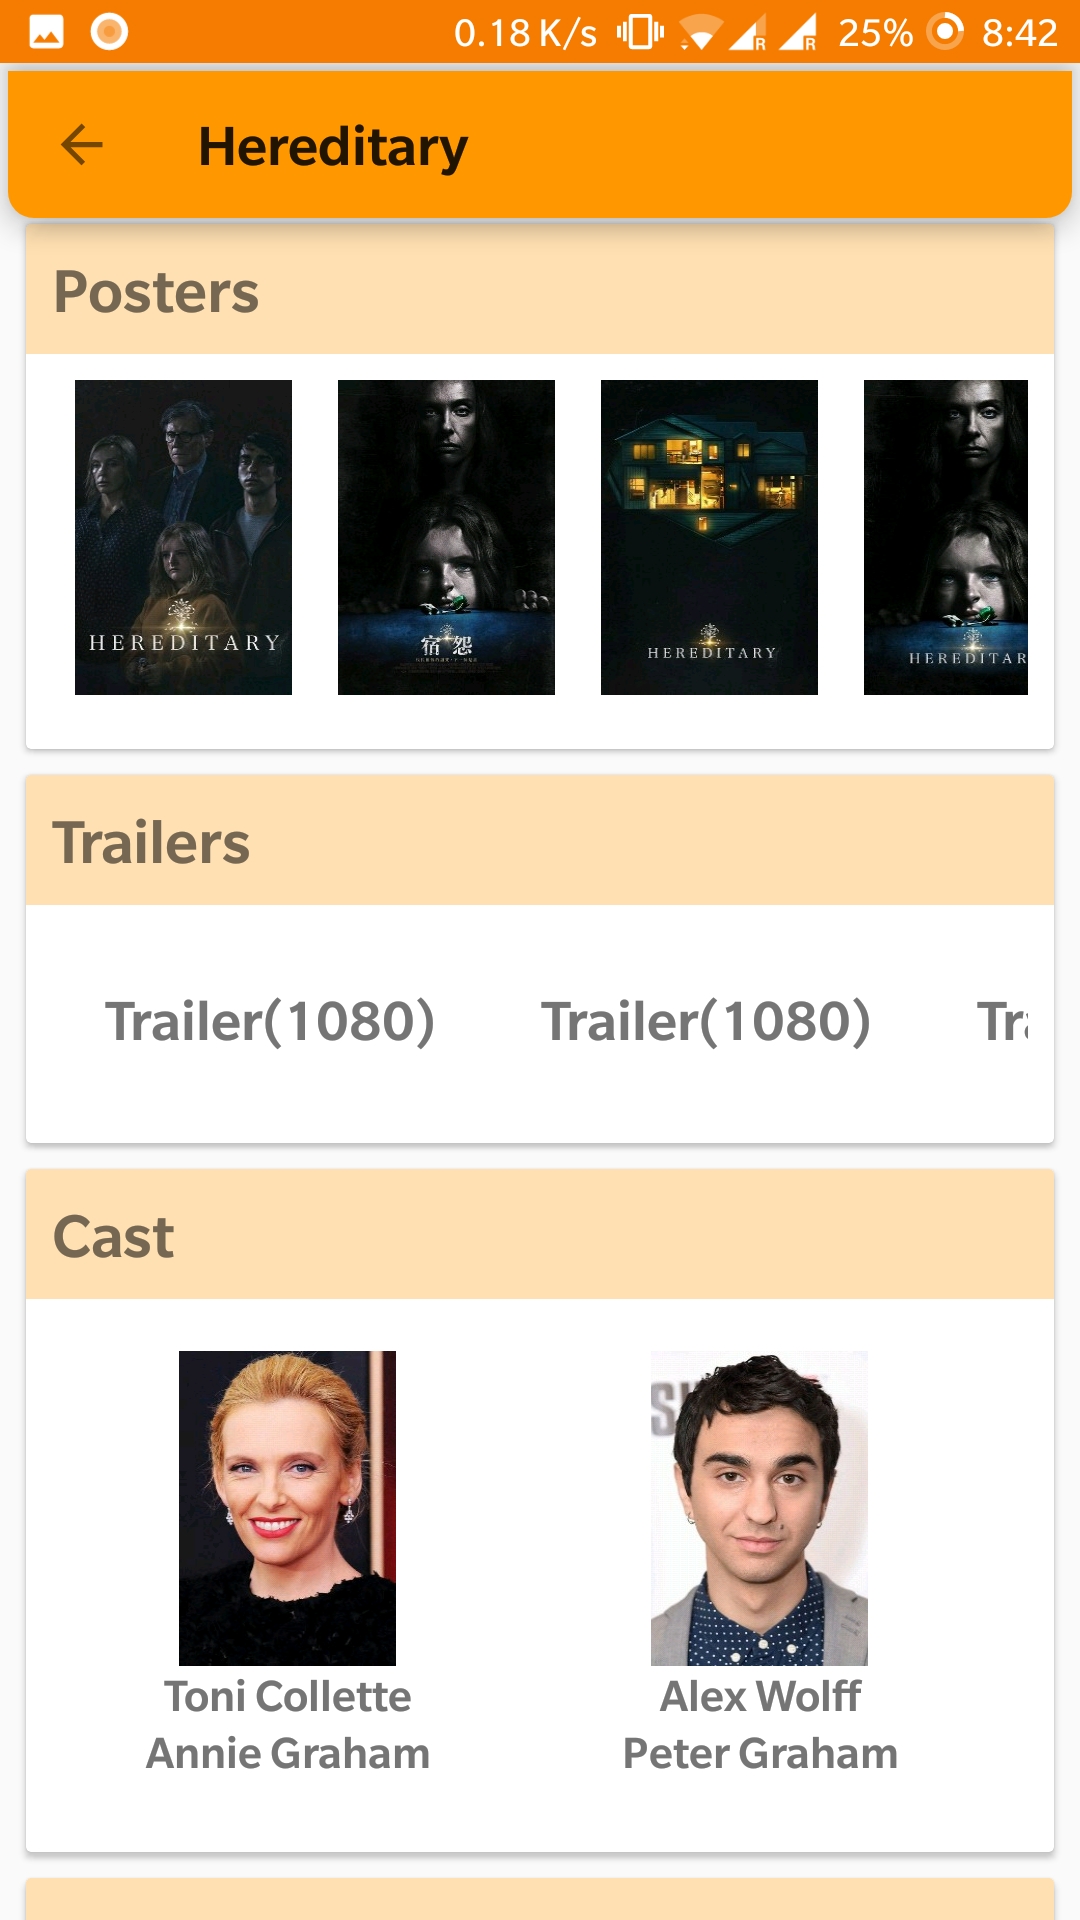 0.18 K/s R R 25% 8:42
Hereditary
Posters
HEREDITARY
宿怨
HEREDITARY
HEREDITAR
Trailers
Trailer(1080) Trailer(1080) Tra
Cast
Toni Collette Alex Wolff
Annie Graham Peter Graham